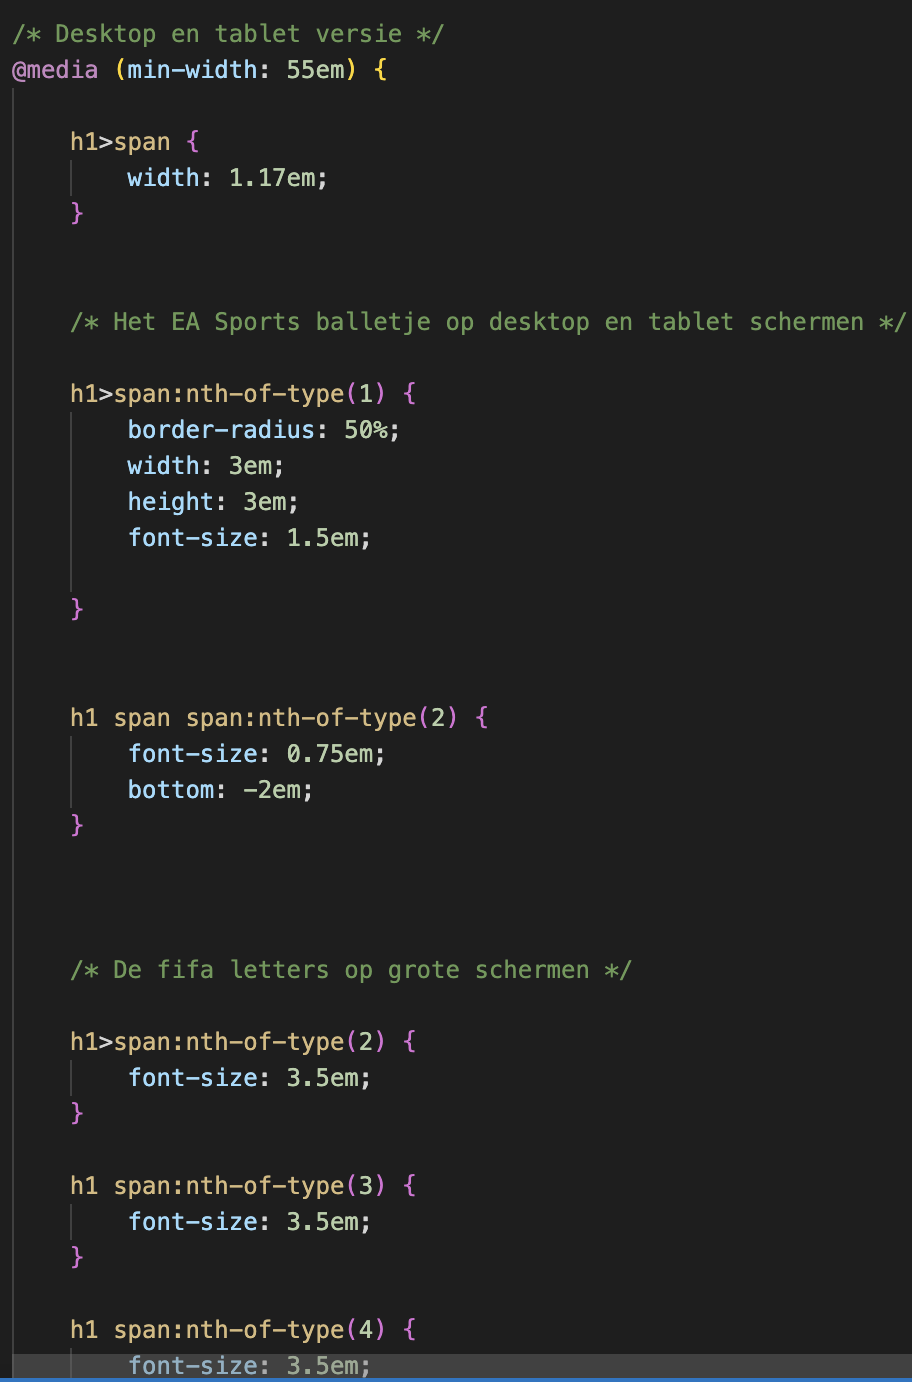 /* Desktop en tablet versie */
@media (min-width: 55em) {
h1>span {
width: 1.17em;
}
/* Het EA Sports balletje op desktop en tablet schermen */
h1>span:nth-of-type(1) {
border-radius: 50%;
width: 3em;
height: 3em;
font-size: 1.5em;
}
h1 span span:nth-of-type(2) {
font-size: 0.75em;
bottom: -2em;
}
/* De fifa letters op grote schermen */
h1>span:nth-of-type(2) {
font-size: 3.5em;
}
h1 span:nth-of-type(3) {
font-size: 3.5em;
}
h1 span:nth-of-type(4) {
font-size: 3.5em;